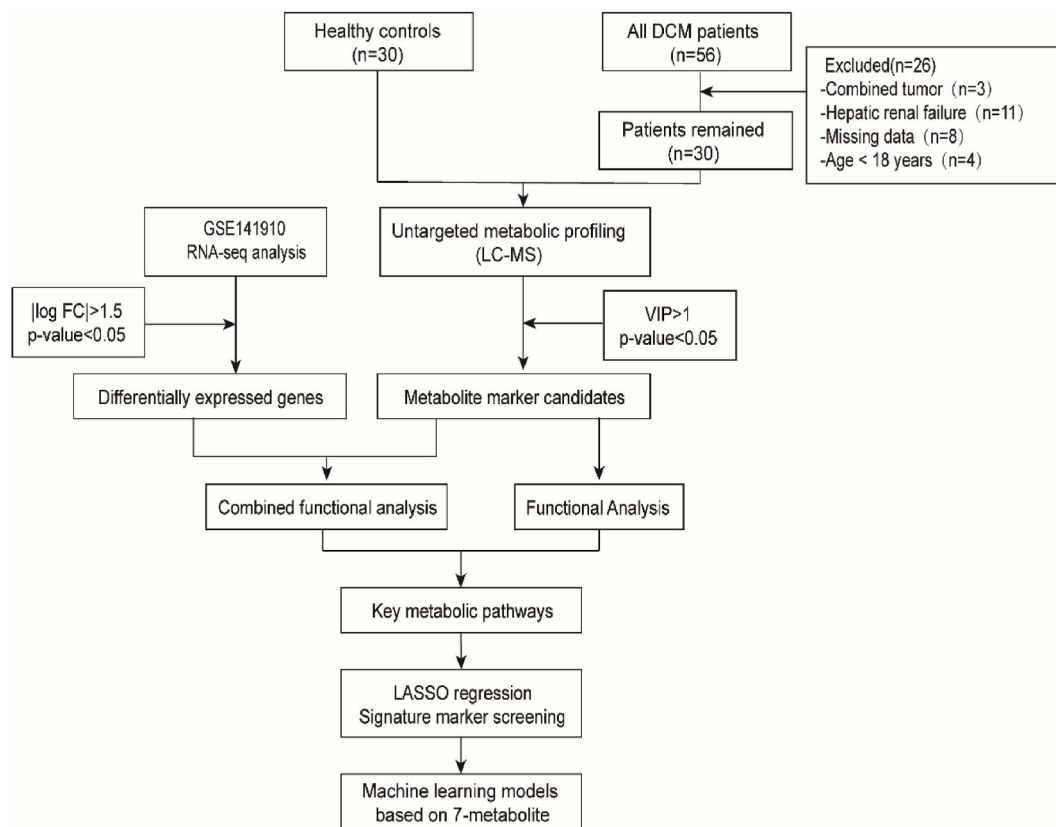 Healthy controls
(n=30)
All DCM patients
(n=56)
Excluded(n=26)
-Combined tumor（n=3）
-Hepatic renal failure（n=11）
-Missing data（n=8）
-Age < 18 years（n=4）
Patients remained
(n=30)
GSE141910
RNA-seq analysis
Untargeted metabolic profiling
(LC-MS)
|log FC|>1.5
p-value<0.05
VIP>1
p-value<0.05
Differentially expressed genes
Metabolite marker candidates
Combined functional analysis
Functional Analysis
Key metabolic pathways
LASSO regression
Signature marker screening
Machine learning models
based on 7-metabolite